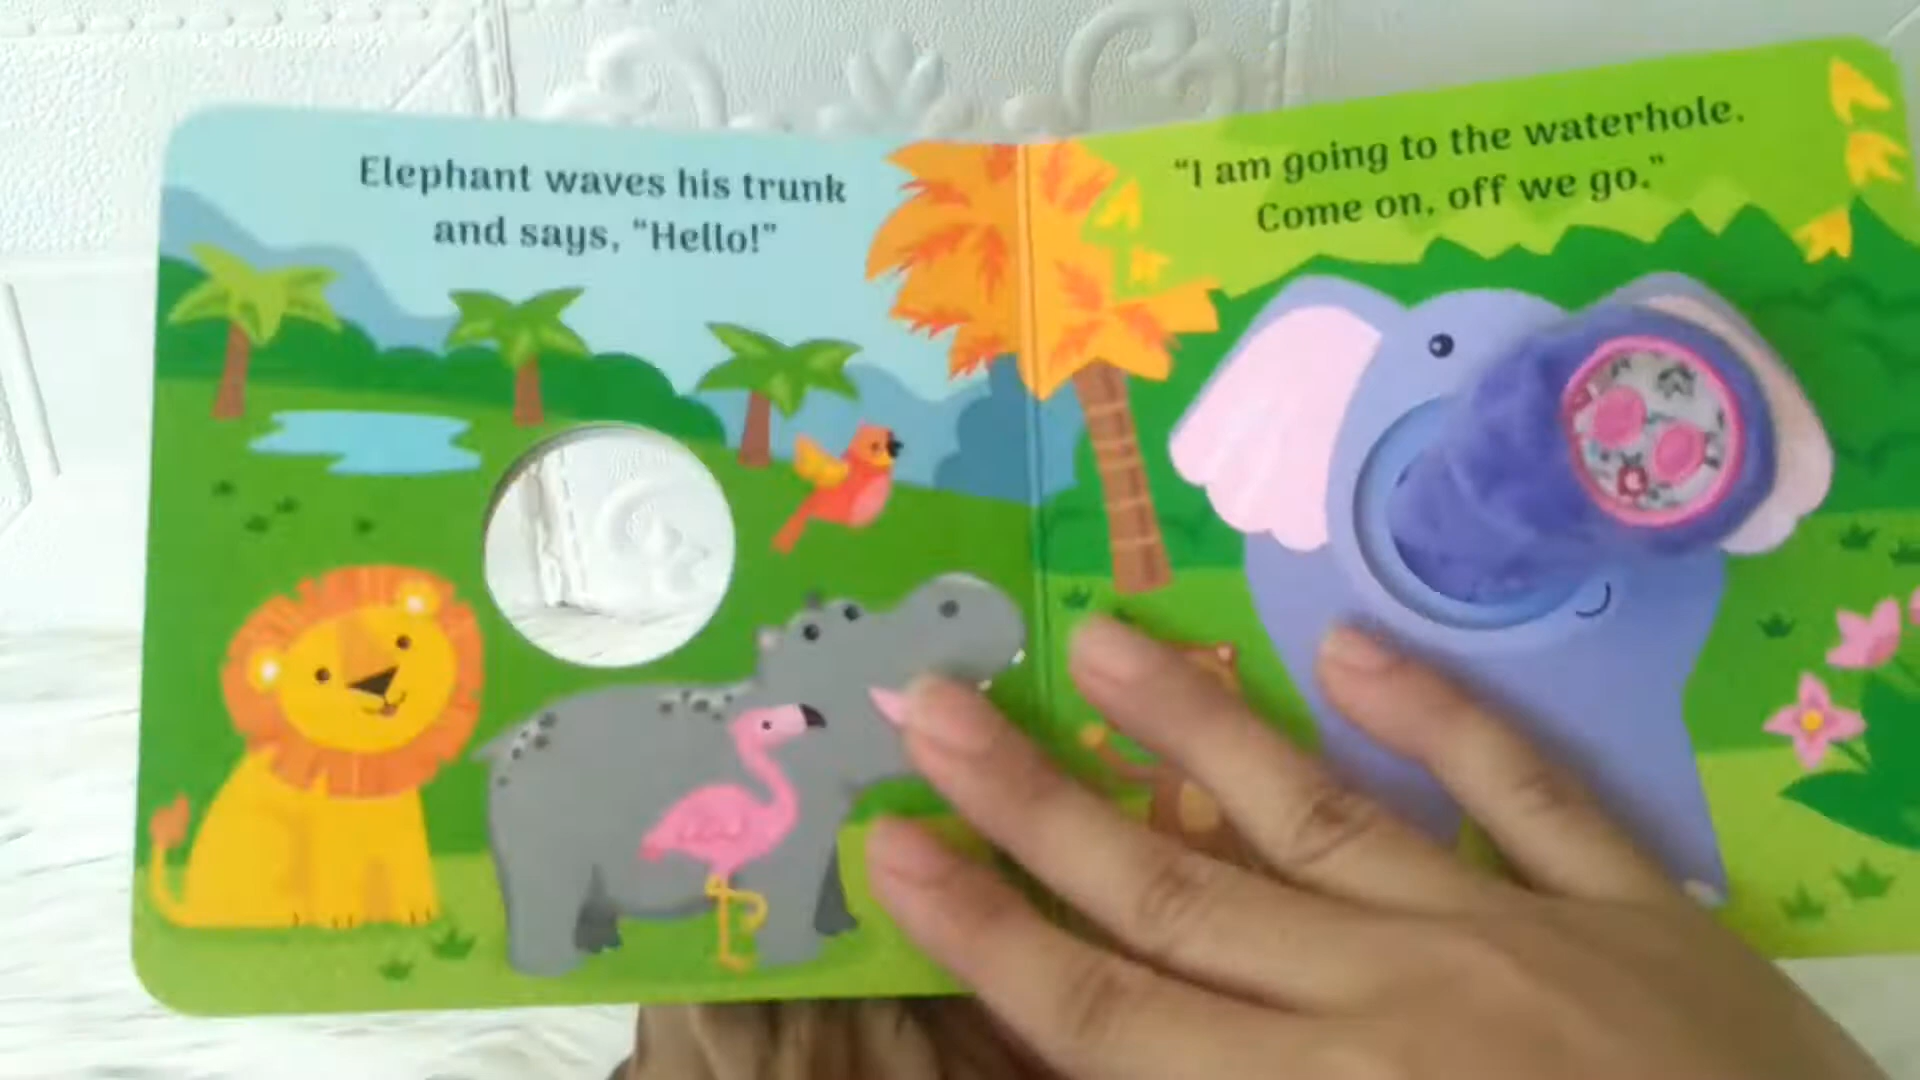 Elephant waves his trunk
and says, "Hello!"
"I am going to the waterhole.
Come on, off we go."